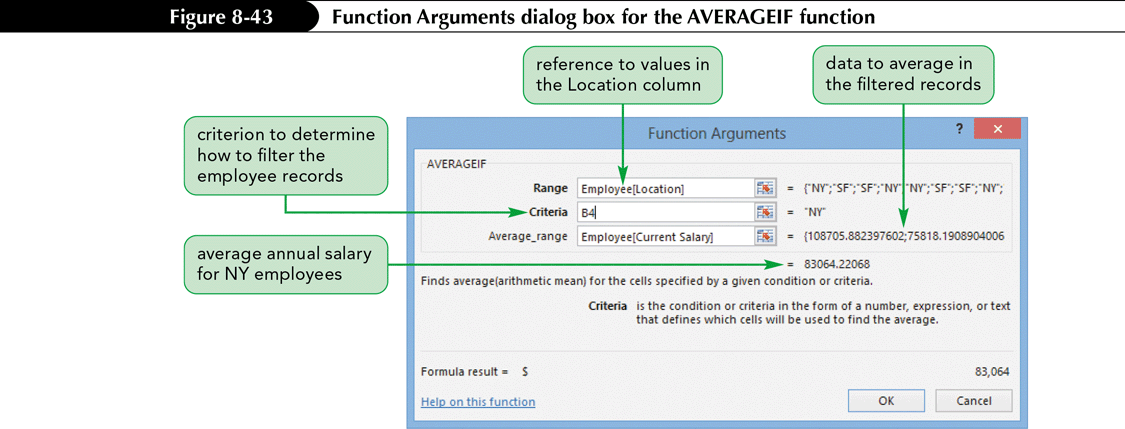 Figure 8-43
Function Arguments dialog box for the AVERAGEIF function
reference to values in
the Location column
data to average in
the filtered records
criterion to determine
how to filter the
employee records
average annual salary
for NY employees
Function Arguments
?
AVERAGEIF
Range Employee[Location] = {"NY";"SF";"SF";"NY";"NY";"SF";"SF";"NY";
Criteria B4 = "NY"
Average_range Employee[Current Salary] = {108705.882397602;75818.1908904006
= 83064.22068
Finds average(arithmetic mean) for the cells specified by a given condition or criteria.
Criteria is the condition or criteria in the form of a number, expression, or text
that defines which cells will be used to find the average.
Formula result = $ 83,064
Help on this function
OK
Cancel